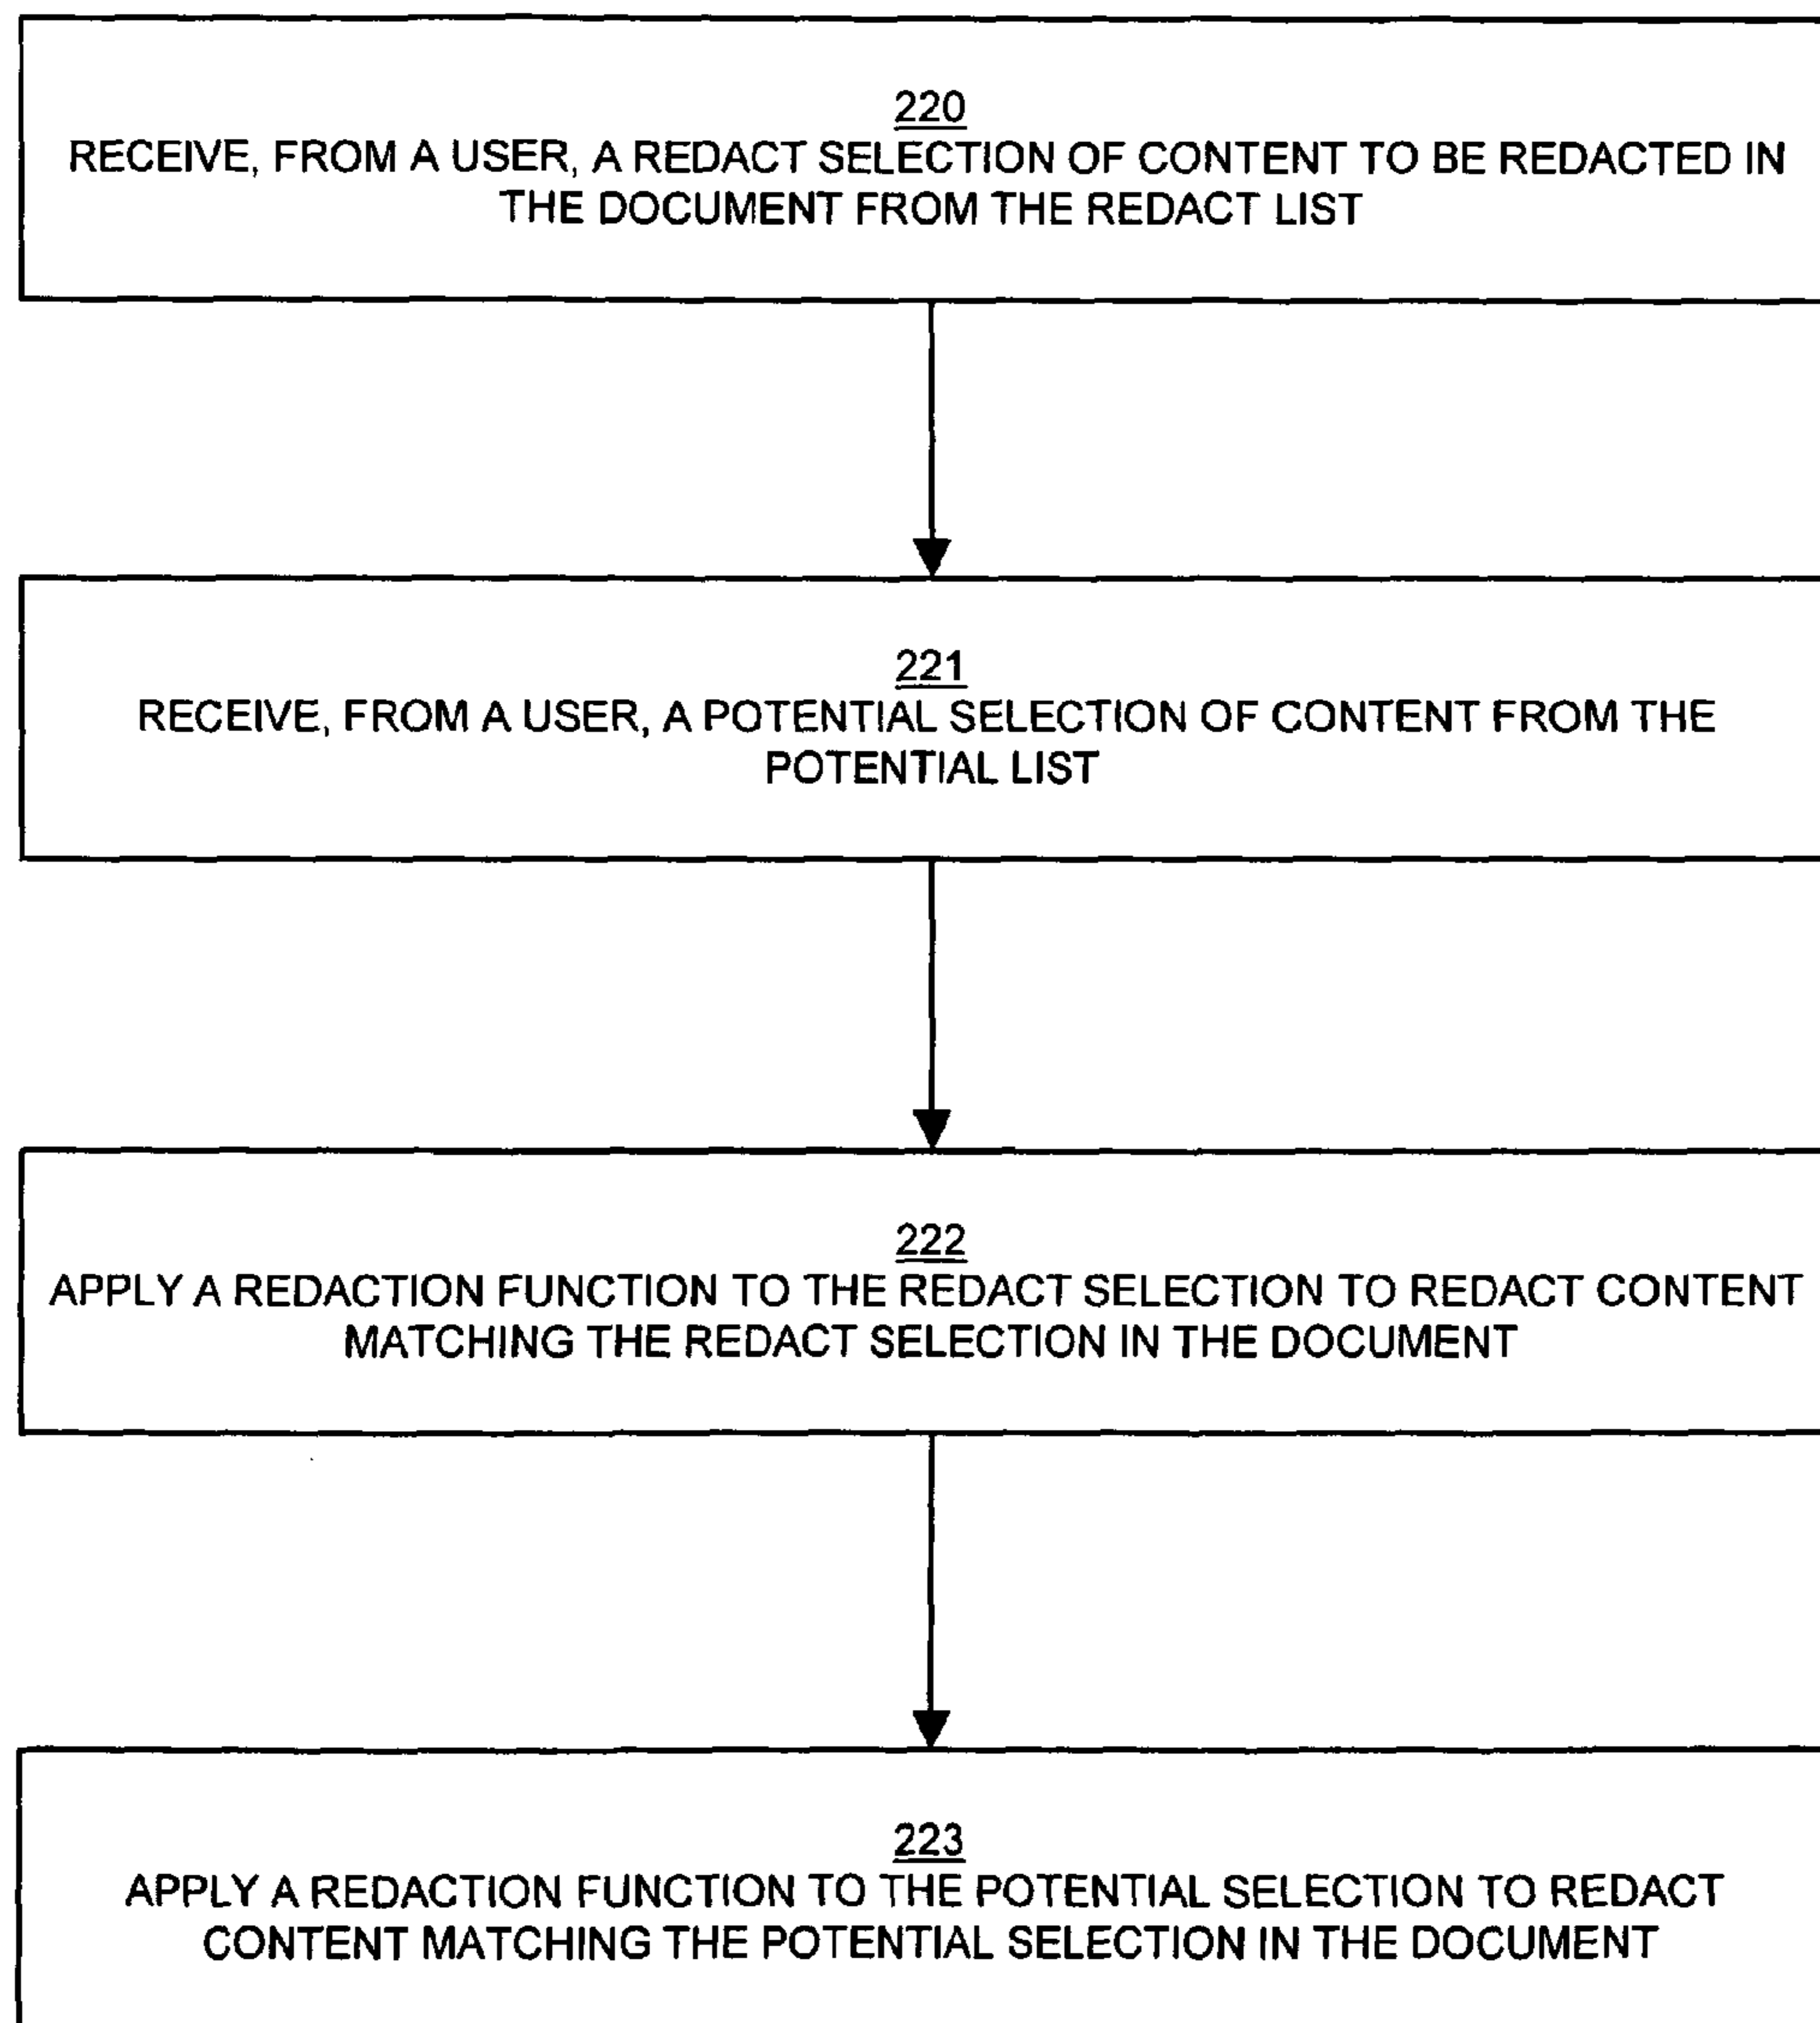 220
RECEIVE, FROM A USER, A REDACT SELECTION OF CONTENT TO BE REDACTED IN
THE DOCUMENT FROM THE REDACT LIST
221
RECEIVE, FROM A USER, A POTENTIAL SELECTION OF CONTENT FROM THE
POTENTIAL LIST
222
APPLY A REDACTION FUNCTION TO THE REDACT SELECTION TO REDACT CONTENT
MATCHING THE REDACT SELECTION IN THE DOCUMENT
223
APPLY A REDACTION FUNCTION TO THE POTENTIAL SELECTION TO REDACT
CONTENT MATCHING THE POTENTIAL SELECTION IN THE DOCUMENT